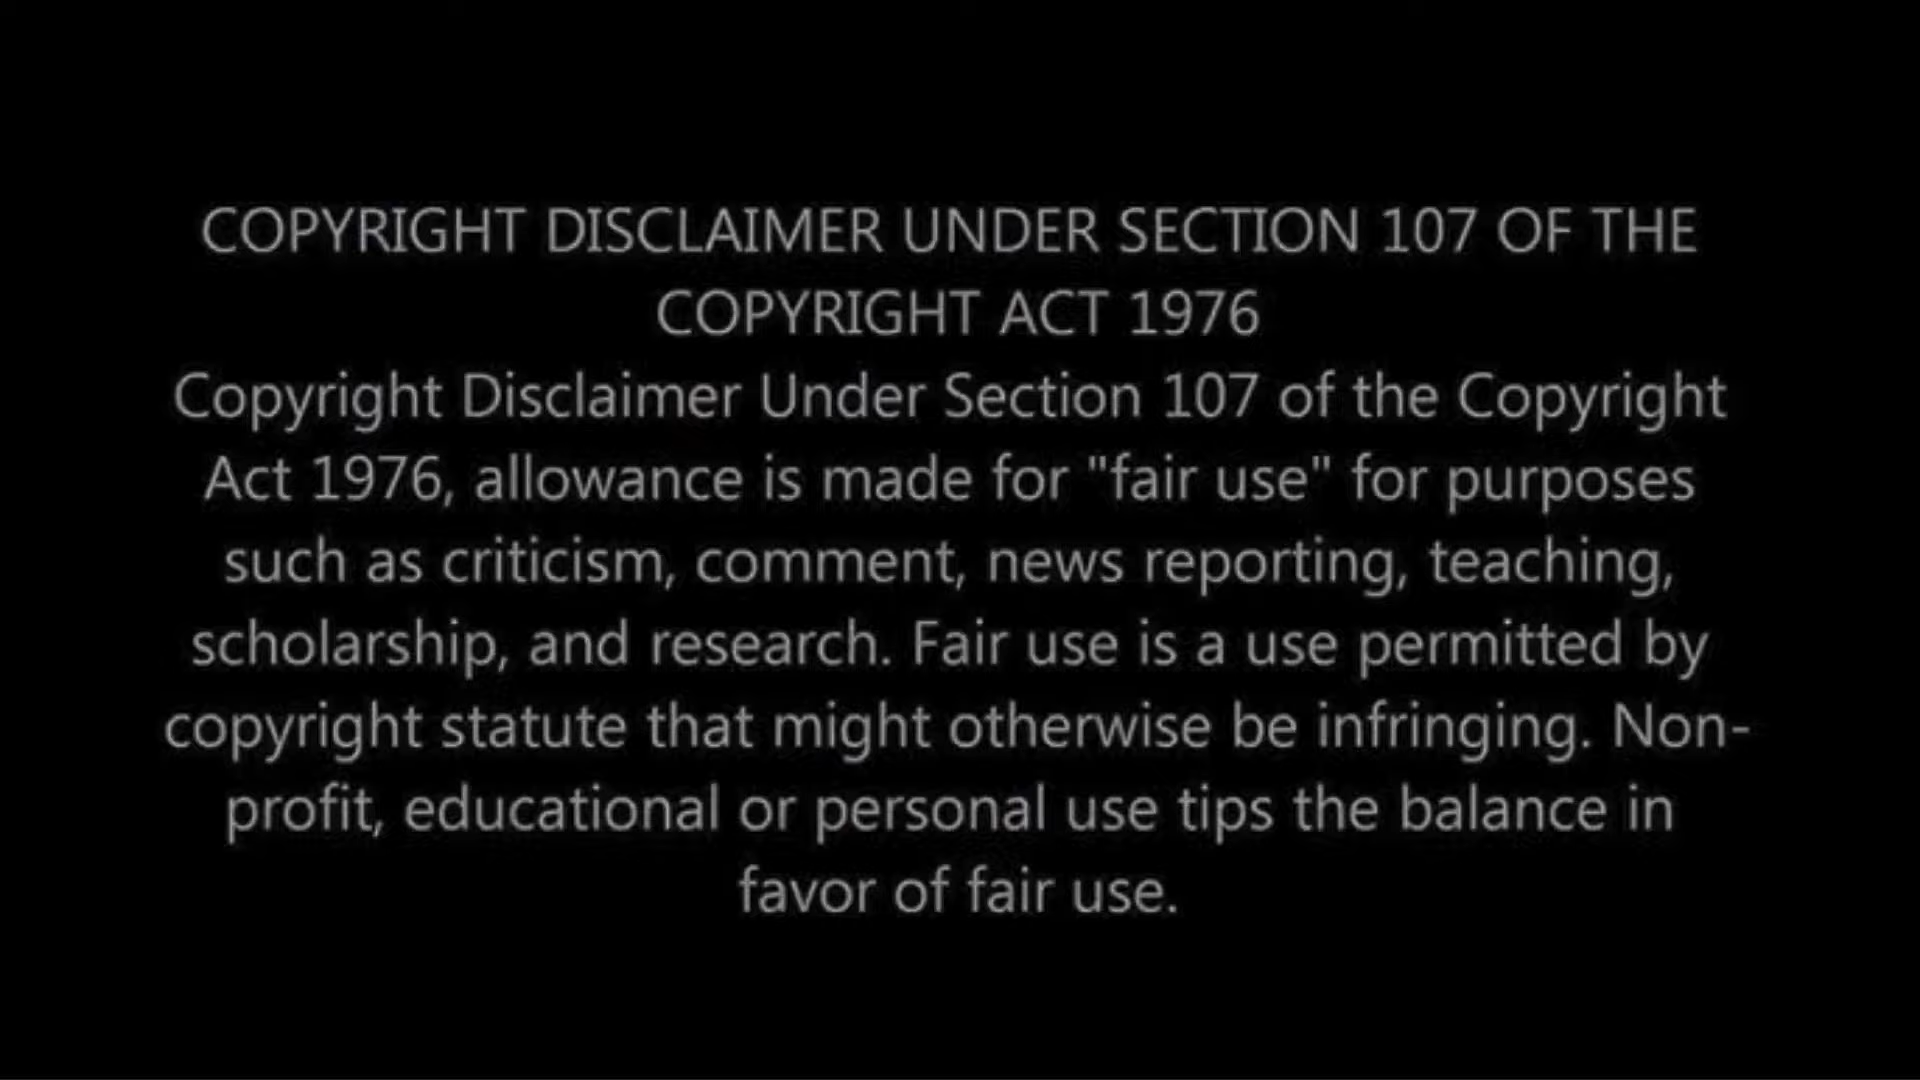 COPYRIGHT DISCLAIMER UNDER SECTION 107 OF THE
COPYRIGHT ACT 1976
Copyright Disclaimer Under Section 107 of the Copyright
Act 1976, allowance is made for "fair use" for purposes
such as criticism, comment, news reporting, teaching,
scholarship, and research. Fair use is a use permitted by
copyright statute that might otherwise be infringing. Non-
profit, educational or personal use tips the balance in
favor of fair use.